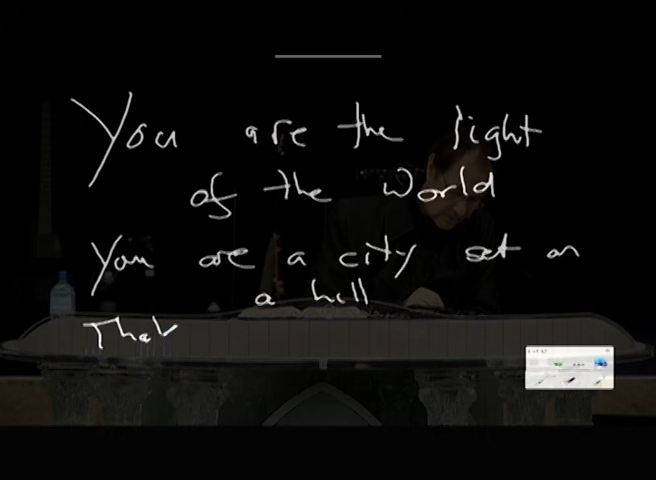 You are the light
of the world
You are a city set on
a hill
That